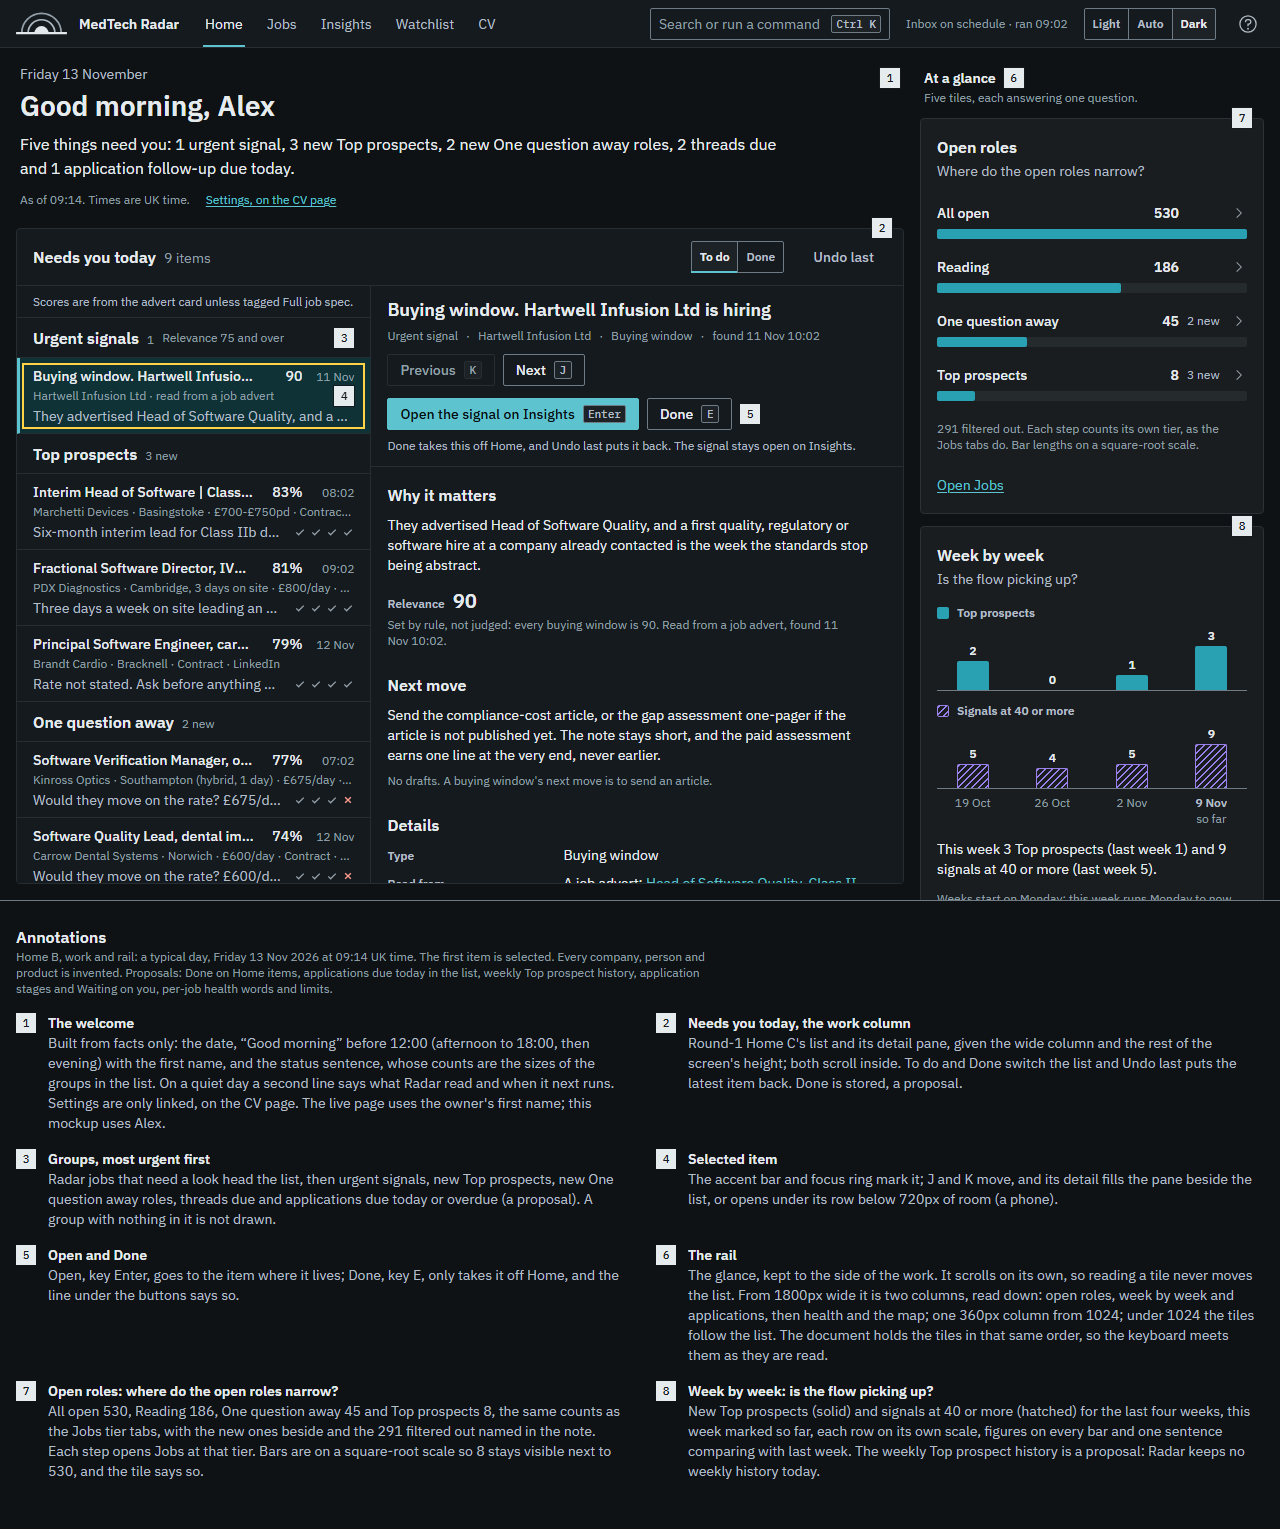 MedTech Radar
Home
Jobs
Insights
Watchlist
CV
Search or run a command Ctrl K
Inbox on schedule · ran 09:02
Light Auto Dark
Friday 13 November
1
Good morning, Alex
Five things need you: 1 urgent signal, 3 new Top prospects, 2 new One question away roles, 2 threads due
and 1 application follow-up due today.
As of 09:14. Times are UK time. Settings, on the CV page
2
Needs you today 9 items
To do Done
Undo last
Scores are from the advert card unless tagged Full job spec.
Urgent signals 1 Relevance 75 and over
3
Buying window. Hartwell Infusio... 90 11 Nov
Hartwell Infusion Ltd · read from a job advert
4
They advertised Head of Software Quality, and a ...
Top prospects 3 new
Interim Head of Software | Class... 83% 08:02
Marchetti Devices · Basingstoke · £700-£750pd · Contrac...
Six-month interim lead for Class IIb d... ✓ ✓ ✓ ✓
Fractional Software Director, IV... 81% 09:02
PDX Diagnostics · Cambridge, 3 days on site · £800/day · ...
Three days a week on site leading an ... ✓ ✓ ✓ ✓
Principal Software Engineer, car... 79% 12 Nov
Brandt Cardio · Bracknell · Contract · LinkedIn
Rate not stated. Ask before anything ... ✓ ✓ ✓ ✓
One question away 2 new
Software Verification Manager, o... 77% 07:02
Kinross Optics · Southampton (hybrid, 1 day) · £675/day ·...
Would they move on the rate? £675/d... ✓ ✓ ✓ ×
Software Quality Lead, dental im... 74% 12 Nov
Carrow Dental Systems · Norwich · £600/day · Contract · ...
Would they move on the rate? £600/d... ✓ ✓ ✓ ×
Buying window. Hartwell Infusion Ltd is hiring
Urgent signal · Hartwell Infusion Ltd · Buying window · found 11 Nov 10:02
Previous K Next J
Open the signal on Insights Enter Done E
5
Done takes this off Home, and Undo last puts it back. The signal stays open on Insights.
Why it matters
They advertised Head of Software Quality, and a first quality, regulatory or
software hire at a company already contacted is the week the standards stop
being abstract.
Relevance 90
Set by rule, not judged: every buying window is 90. Read from a job advert, found 11
Nov 10:02.
Next move
Send the compliance-cost article, or the gap assessment one-pager if the
article is not published yet. The note stays short, and the paid assessment
earns one line at the very end, never earlier.
No drafts. A buying window's next move is to send an article.
Details
Type Buying window
Read from A job advert: Head of Software Quality, Class II
At a glance 6
Five tiles, each answering one question.
7
Open roles
Where do the open roles narrow?
All open 530
Reading 186
One question away 45 2 new
Top prospects 8 3 new
291 filtered out. Each step counts its own tier, as the
Jobs tabs do. Bar lengths on a square-root scale.
Open Jobs
8
Week by week
Is the flow picking up?
Top prospects
2 0 1 3
Signals at 40 or more
5 4 5 9
19 Oct 26 Oct 2 Nov 9 Nov
so far
This week 3 Top prospects (last week 1) and 9
signals at 40 or more (last week 5).
Weeks start on Monday; this week runs Monday to now.
Annotations
Home B, work and rail: a typical day, Friday 13 Nov 2026 at 09:14 UK time. The first item is selected. Every company, person and
product is invented. Proposals: Done on Home items, applications due today in the list, weekly Top prospect history, application
stages and Waiting on you, per-job health words and limits.
1 The welcome
Built from facts only: the date, “Good morning” before 12:00 (afternoon to 18:00, then
evening) with the first name, and the status sentence, whose counts are the sizes of the
groups in the list. On a quiet day a second line says what Radar read and when it next runs.
Settings are only linked, on the CV page. The live page uses the owner's first name; this
mockup uses Alex.
2 Needs you today, the work column
Round-1 Home C's list and its detail pane, given the wide column and the rest of the
screen's height; both scroll inside. To do and Done switch the list and Undo last puts the
latest item back. Done is stored, a proposal.
3 Groups, most urgent first
Radar jobs that need a look head the list, then urgent signals, new Top prospects, new One
question away roles, threads due and applications due today or overdue (a proposal). A
group with nothing in it is not drawn.
4 Selected item
The accent bar and focus ring mark it; J and K move, and its detail fills the pane beside the
list, or opens under its row below 720px of room (a phone).
5 Open and Done
Open, key Enter, goes to the item where it lives; Done, key E, only takes it off Home, and the
line under the buttons says so.
6 The rail
The glance, kept to the side of the work. It scrolls on its own, so reading a tile never moves
the list. From 1800px wide it is two columns, read down: open roles, week by week and
applications, then health and the map; one 360px column from 1024; under 1024 the tiles
follow the list. The document holds the tiles in that same order, so the keyboard meets
them as they are read.
7 Open roles: where do the open roles narrow?
All open 530, Reading 186, One question away 45 and Top prospects 8, the same counts as
the Jobs tier tabs, with the new ones beside and the 291 filtered out named in the note.
Each step opens Jobs at that tier. Bars are on a square-root scale so 8 stays visible next to
530, and the tile says so.
8 Week by week: is the flow picking up?
New Top prospects (solid) and signals at 40 or more (hatched) for the last four weeks, this
week marked so far, each row on its own scale, figures on every bar and one sentence
comparing with last week. The weekly Top prospect history is a proposal: Radar keeps no
weekly history today.